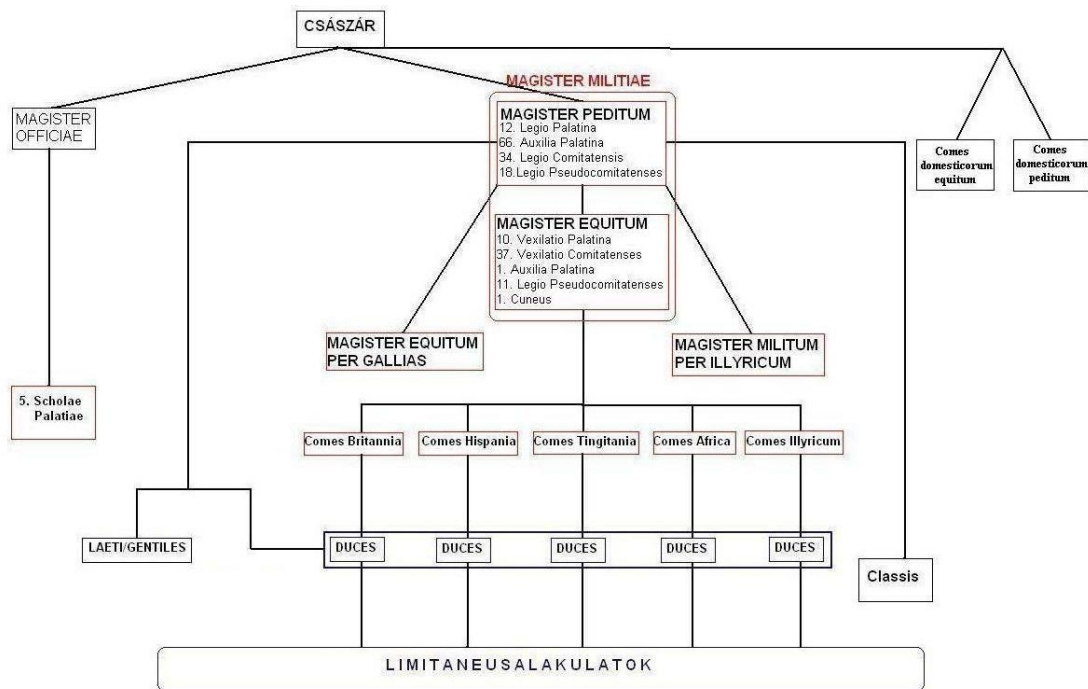 CSÁSZÁR
MAGISTER
OFFICIAE
MAGISTER MILITIAE
MAGISTER PEDITUM
12. Legio Palatina
66. Auxilia Palatina
34. Legio Comitatensis
18.Legio Pseudocomitatenses
Comes
domesticorum
equitum
Comes
domesticorum
peditum
MAGISTER EQUITUM
10. Vexilatio Palatina
37. Vexilatio Comitatenses
1. Auxilia Palatina
11. Legio Pseudocomitatenses
1. Cuneus
MAGISTER EQUITUM
PER GALLIAS
MAGISTER MILITUM
PER ILLYRICUM
5. Scholae
Palatiae
Comes Britannia
Comes Hispania
Comes Tingitania
Comes Africa
Comes Illyricum
LAETI/GENTILES
DUCES
DUCES
DUCES
DUCES
DUCES
Classis
LIMITANEUSALAKULATOK